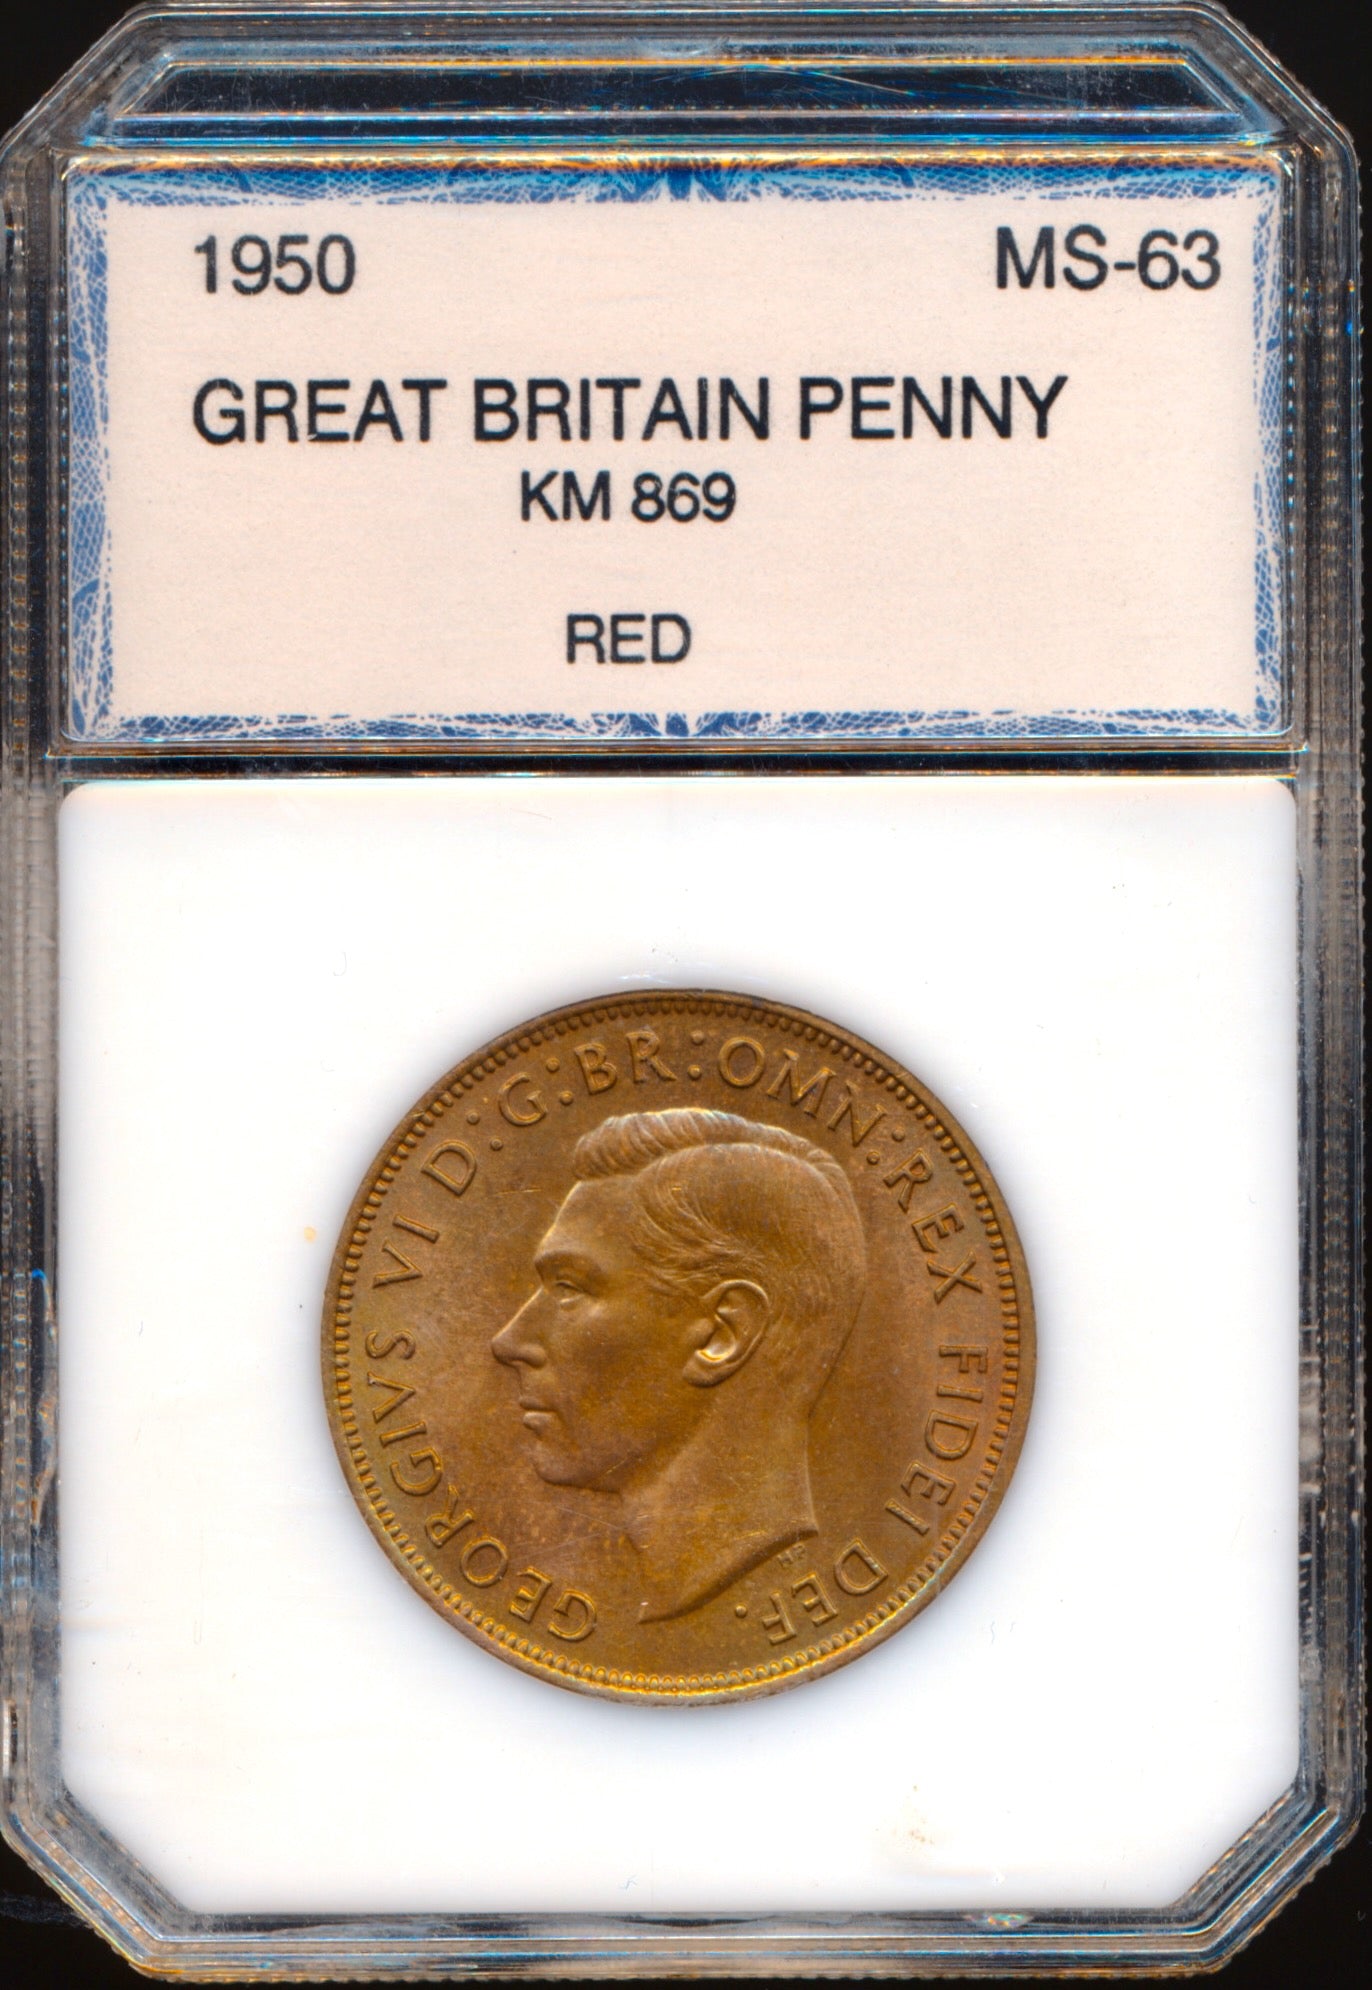 1950 MS-63
GREAT BRITAIN PENNY
KM 869
RED
GEORGIVS VI D:G:BR:OMN:REX FIDEI DEF.
HP